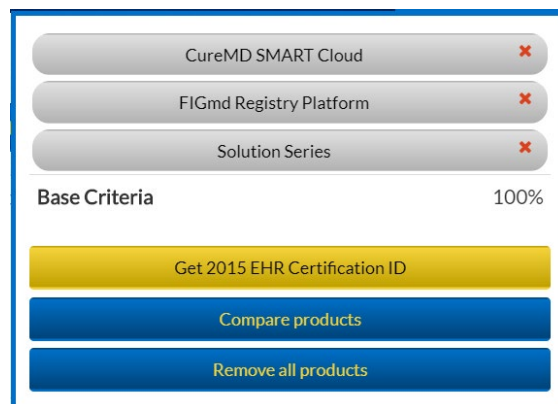 CureMD SMART Cloud
FIGmd Registry Platform
Solution Series
Base Criteria 100%
Get 2015 EHR Certification ID
Compare products
Remove all products